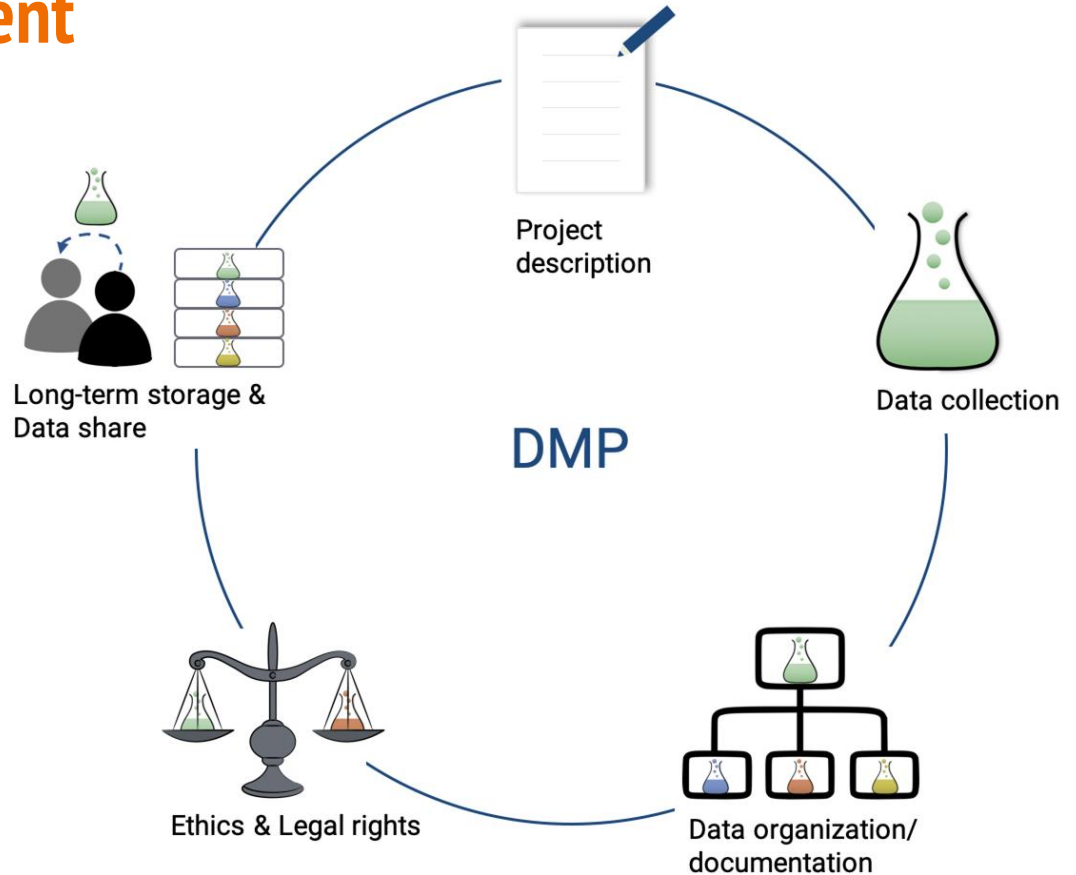 ent
Project
description
Long-term storage &
Data share
Data collection
DMP
Ethics & Legal rights
Data organization/
documentation